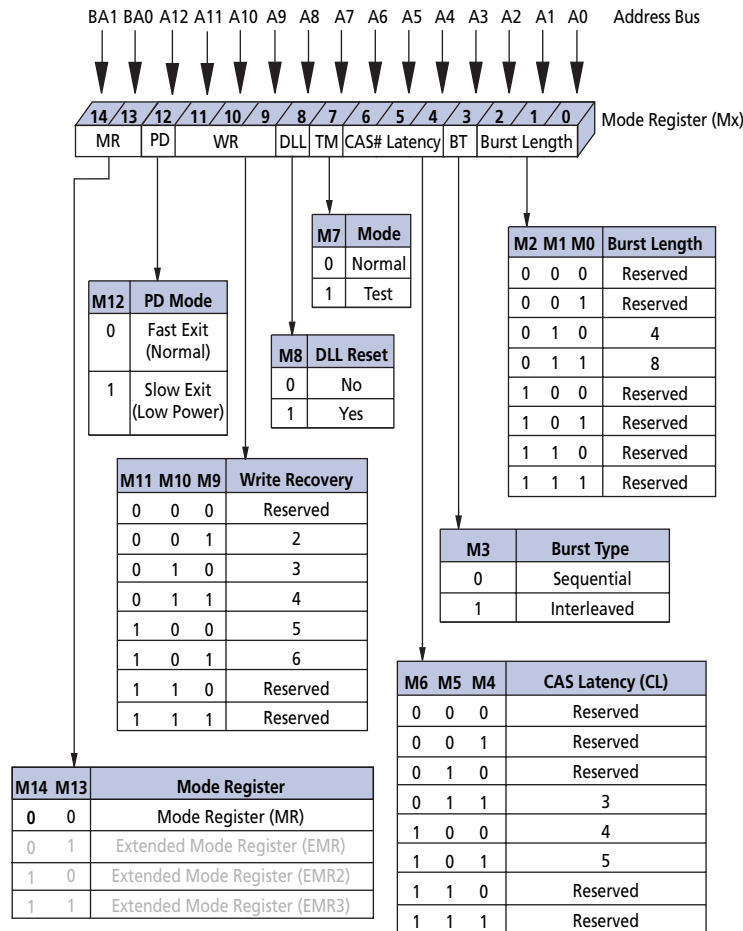 BA1 BA0 A12 A11 A10 A9 A8 A7 A6 A5 A4 A3 A2 A1 A0 Address Bus
14 13 12 11 10 9 8 7 6 5 4 3 2 1 0 Mode Register (Mx)
MR PD WR DLL TM CAS# Latency BT Burst Length
M7 Mode
0 Normal
1 Test
M2 M1 M0 Burst Length
0 0 0 Reserved
0 0 1 Reserved
0 1 0 4
0 1 1 8
1 0 0 Reserved
1 0 1 Reserved
1 1 0 Reserved
1 1 1 Reserved
M12 PD Mode
0 Fast Exit
(Normal)
1 Slow Exit
(Low Power)
M8 DLL Reset
0 No
1 Yes
M11 M10 M9 Write Recovery
0 0 0 Reserved
0 0 1 2
0 1 0 3
0 1 1 4
1 0 0 5
1 0 1 6
1 1 0 Reserved
1 1 1 Reserved
M3 Burst Type
0 Sequential
1 Interleaved
M6 M5 M4 CAS Latency (CL)
0 0 0 Reserved
0 0 1 Reserved
0 1 0 Reserved
0 1 1 3
1 0 0 4
1 0 1 5
1 1 0 Reserved
1 1 1 Reserved
M14 M13 Mode Register
0 0 Mode Register (MR)
0 1 Extended Mode Register (EMR)
1 0 Extended Mode Register (EMR2)
1 1 Extended Mode Register (EMR3)